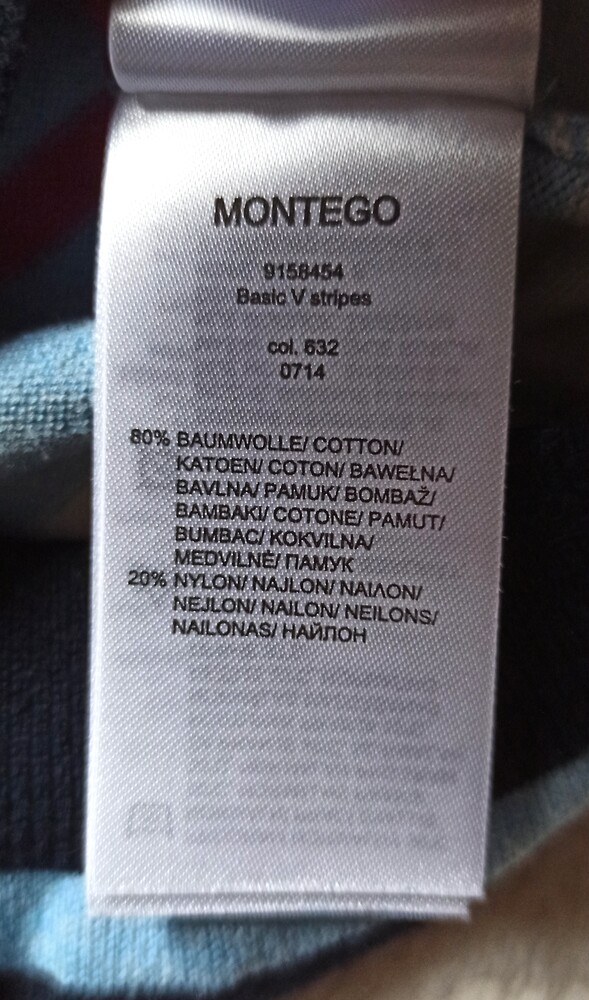 MONTEGO
9158454
Basic V stripes
col. 632
0714
80% BAUMWOLLE/ COTTON/
KATOEN/ COTON/ BAWEŁNA/
BAVLNA/ PAMUK/ BOMBAŽ/
BAMBAKI/ COTONE/ PAMUT/
BUMBAC/ KOKVILNA/
MEDVILNĖ/ ПАМУК
20% NYLON/ NAJLON/ ΝΑΙΛΟΝ/
NEJLON/ NAILON/ NEILONS/
NAILONAS/ НАЙЛОН